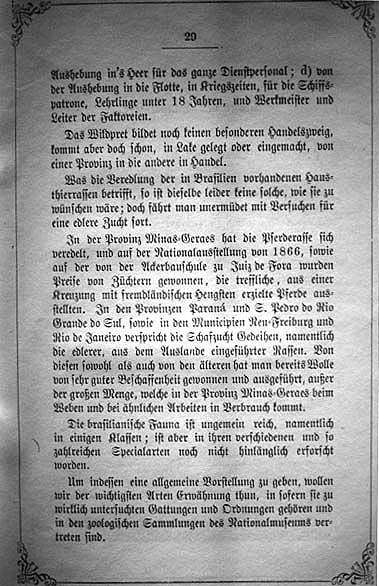 29
Aushebung in's Heer für das ganze Dienstpersonal; d) von
der Aushebung in die Flotte, in Kriegszeiten, für die Schiffs-
patrone, Lehrlinge unter 18 Jahren, und Werkmeister und
Leiter der Faktoreien.
Das Wildpret bildet noch keinen besonderen Handelszweig,
kommt aber doch schon, in Lake gelegt oder eingemacht, von
einer Provinz in die andere in Handel.
Was die Veredlung der in Brasilien vorhandenen Haus-
thierrassen betrifft, so ist dieselbe leider keine solche, wie sie zu
wünschen wäre; doch fährt man unermüdet mit Versuchen für
eine edlere Zucht fort.
In der Provinz Minas-Geraes hat die Pferderasse sich
veredelt, und auf der Nationalausstellung von 1866, sowie
auf der von der Ackerbauschule zu Juiz de Fora wurden
Preise von Züchtern gewonnen, die treffliche, aus einer
Kreuzung mit fremdländischen Hengsten erzielte Pferde aus-
stellten. In den Provinzen Paraná und S. Pedro do Rio
Grande do Sul, sowie in den Municipien Neu-Freiburg und
Rio de Janeiro verspricht die Schafzucht Gedeihen, namentlich
die edlerer, aus dem Auslande eingeführter Rassen. Von
diesen sowohl als auch von den älteren hat man bereits Wolle
von sehr guter Beschaffenheit gewonnen und ausgeführt, außer
der großen Menge, welche in der Provinz Minas-Geraes beim
Weben und bei ähnlichen Arbeiten in Verbrauch kommt.
Die brasilianische Fauna ist ungemein reich, namentlich
in einigen Klassen; ist aber in ihren verschiedenen und so
zahlreichen Specialarten noch nicht hinlänglich erforscht
worden.
Um indessen eine allgemeine Vorstellung zu geben, wollen
wir der wichtigsten Arten Erwähnung thun, in sofern sie zu
wirklich untersuchten Gattungen und Ordnungen gehören und
in den zoologischen Sammlungen des Nationalmuseums ver-
treten sind.